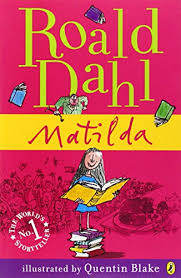 Roald
Dahl
Matilda
THE WORLD'S
No. 1
STORYTELLER
illustrated by Quentin Blake